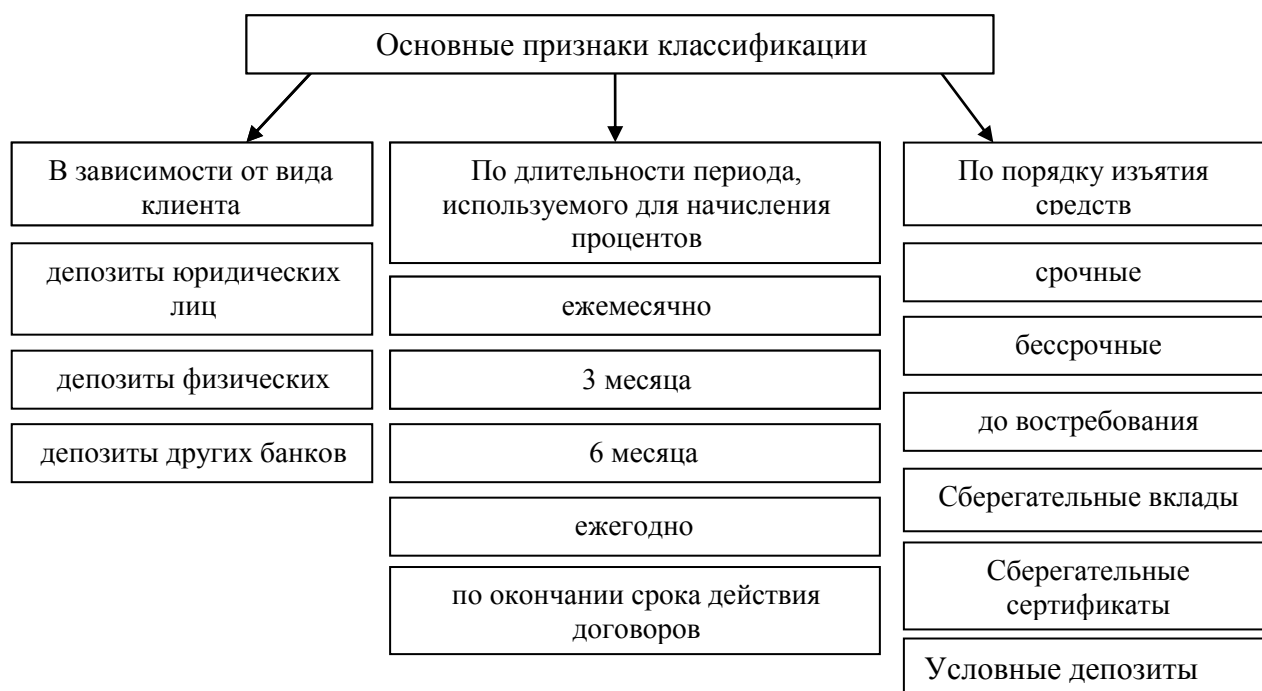 Основные признаки классификации
В зависимости от вида
клиента
депозиты юридических
лиц
депозиты физических
депозиты других банков
По длительности периода,
используемого для начисления
процентов
ежемесячно
3 месяца
6 месяца
ежегодно
по окончании срока действия
договоров
По порядку изъятия
средств
срочные
бессрочные
до востребования
Сберегательные вклады
Сберегательные
сертификаты
Условные депозиты